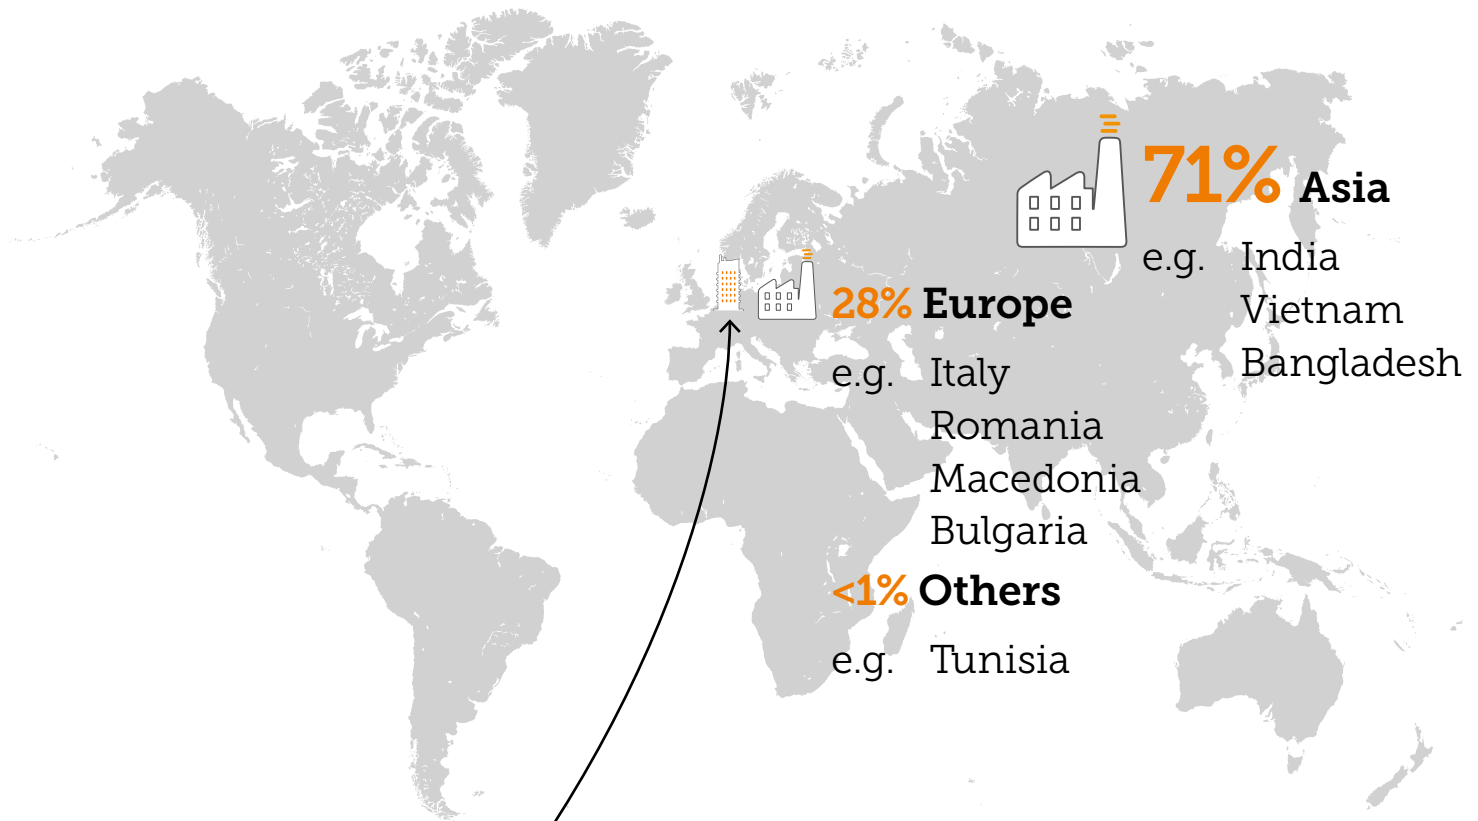 71% Asia
e.g. India
Vietnam
Bangladesh
28% Europe
e.g. Italy
Romania
Macedonia
Bulgaria
<1% Others
e.g. Tunisia